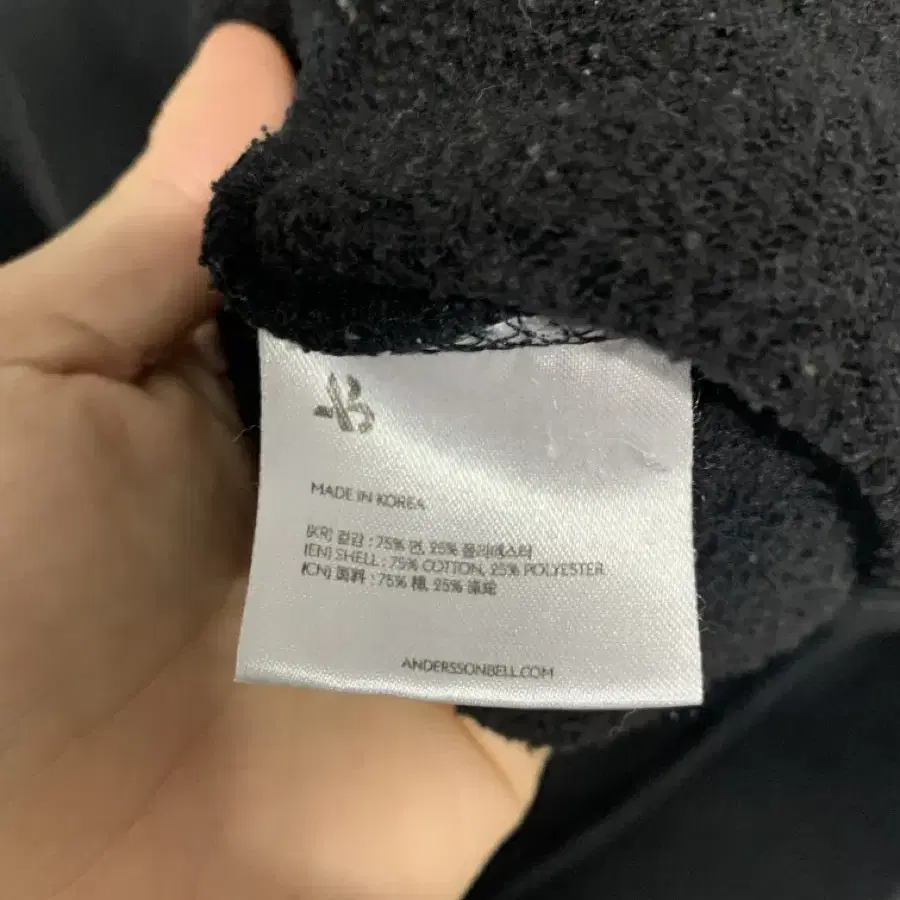 MADE IN KOREA
(KR) 겉감 : 75% 면, 25% 폴리에스터
(EN) SHELL : 75% COTTON, 25% POLYESTER
(CN) 面料 : 75% 棉, 25% 涤纶
ANDERSSONBELL.COM